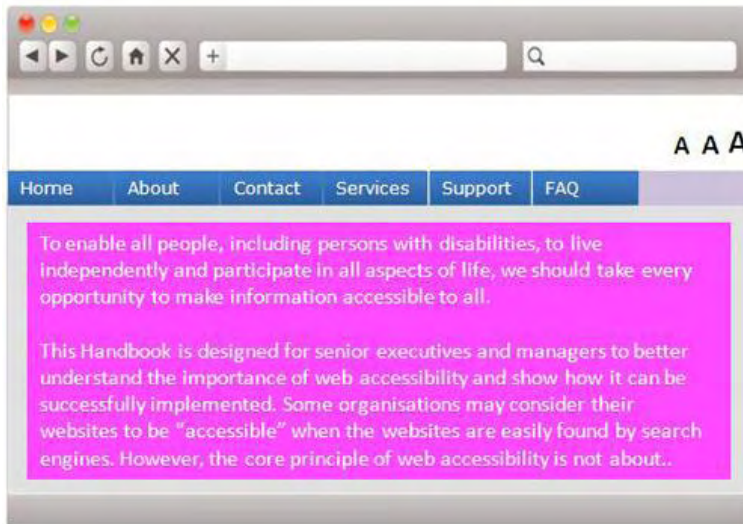 A A A
Home About Contact Services Support FAQ
To enable all people, including persons with disabilities, to live
independently and participate in all aspects of life, we should take every
opportunity to make information accessible to all.
This Handbook is designed for senior executives and managers to better
understand the importance of web accessibility and show how it can be
successfully implemented. Some organisations may consider their
websites to be “accessible” when the websites are easily found by search
engines. However, the core principle of web accessibility is not about..